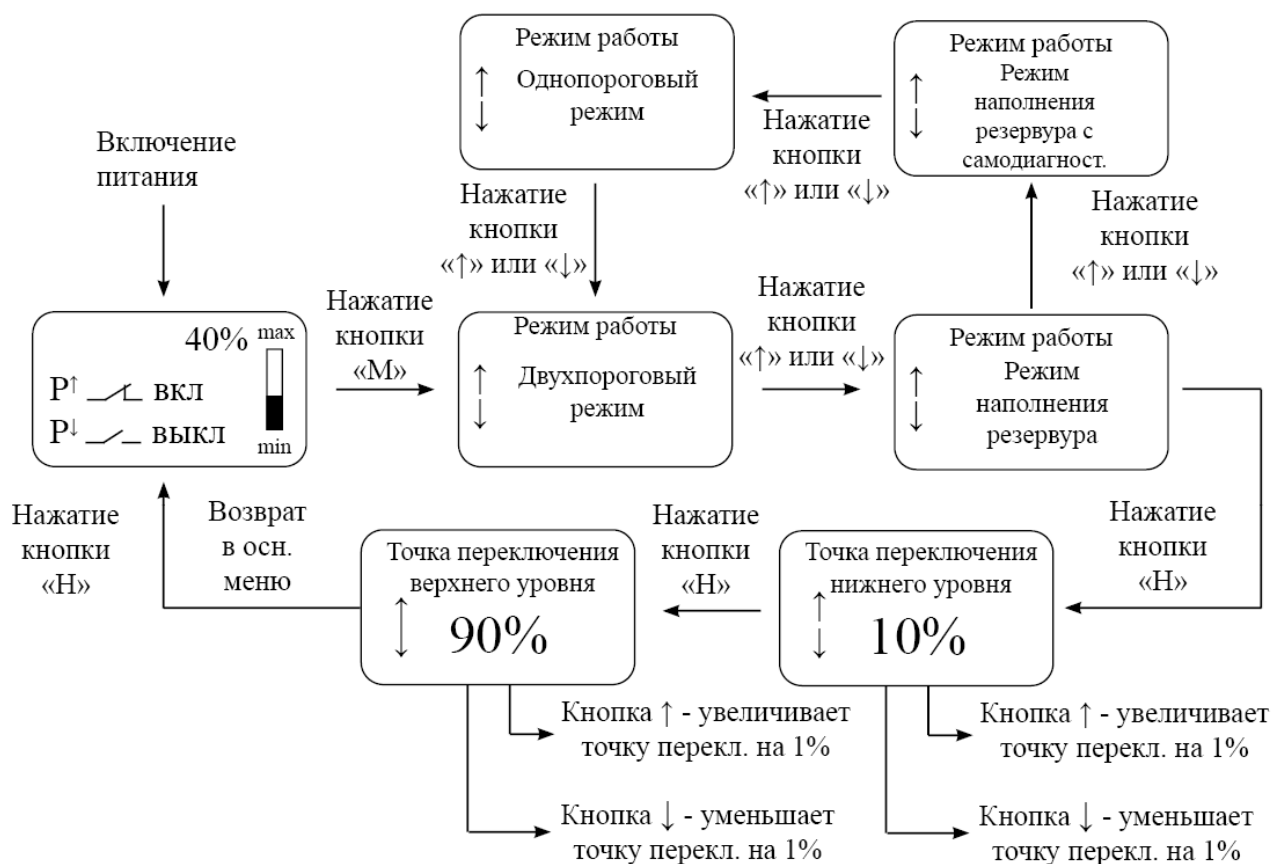 Режим работы
↑
↓
Однопороговый
режим
Режим работы
↑
↓
Режим
наполнения
резервура с
самодиагност.
Нажатие
кнопки
«↑» или «↓»
Включение
питания
Нажатие
кнопки
«↑» или «↓»
Нажатие
кнопки
«↑» или «↓»
40%
max
min
P↑ вкл
P↓ выкл
Нажатие
кнопки
«М»
Режим работы
↑
↓
Двухпороговый
режим
Нажатие
кнопки
«↑» или «↓»
Режим работы
↑
↓
Режим
наполнения
резервура
Нажатие
кнопки
«Н»
Возврат
в осн.
меню
Точка переключения
верхнего уровня
90%
Нажатие
кнопки
«Н»
Точка переключения
нижнего уровня
↑
↓
10%
Нажатие
кнопки
«Н»
Кнопка ↑ - увеличивает
точку перекл. на 1%
Кнопка ↓ - уменьшает
точку перекл. на 1%
Кнопка ↑ - увеличивает
точку перекл. на 1%
Кнопка ↓ - уменьшает
точку перекл. на 1%